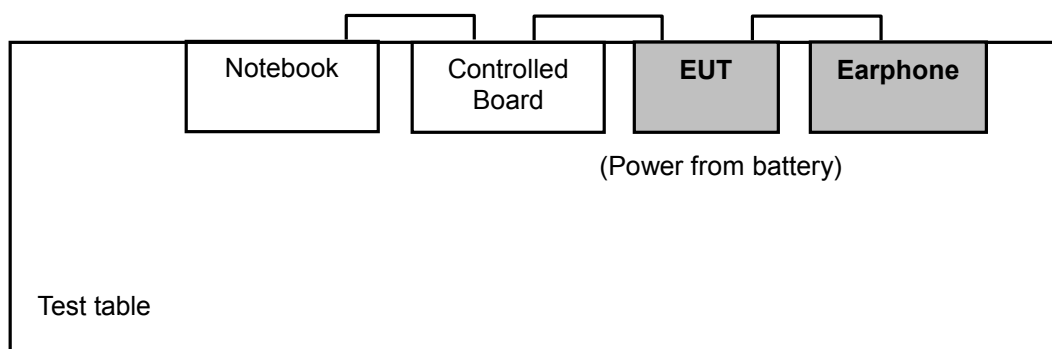 Notebook
Controlled
Board
EUT
Earphone
(Power from battery)
Test table